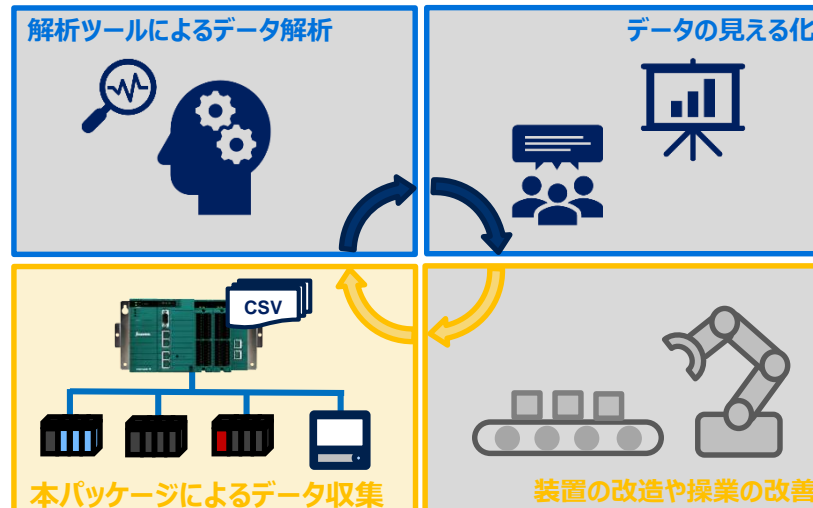 解析ツールによるデータ解析
データの見える化
CSV
本パッケージによるデータ収集
装置の改造や操業の改善